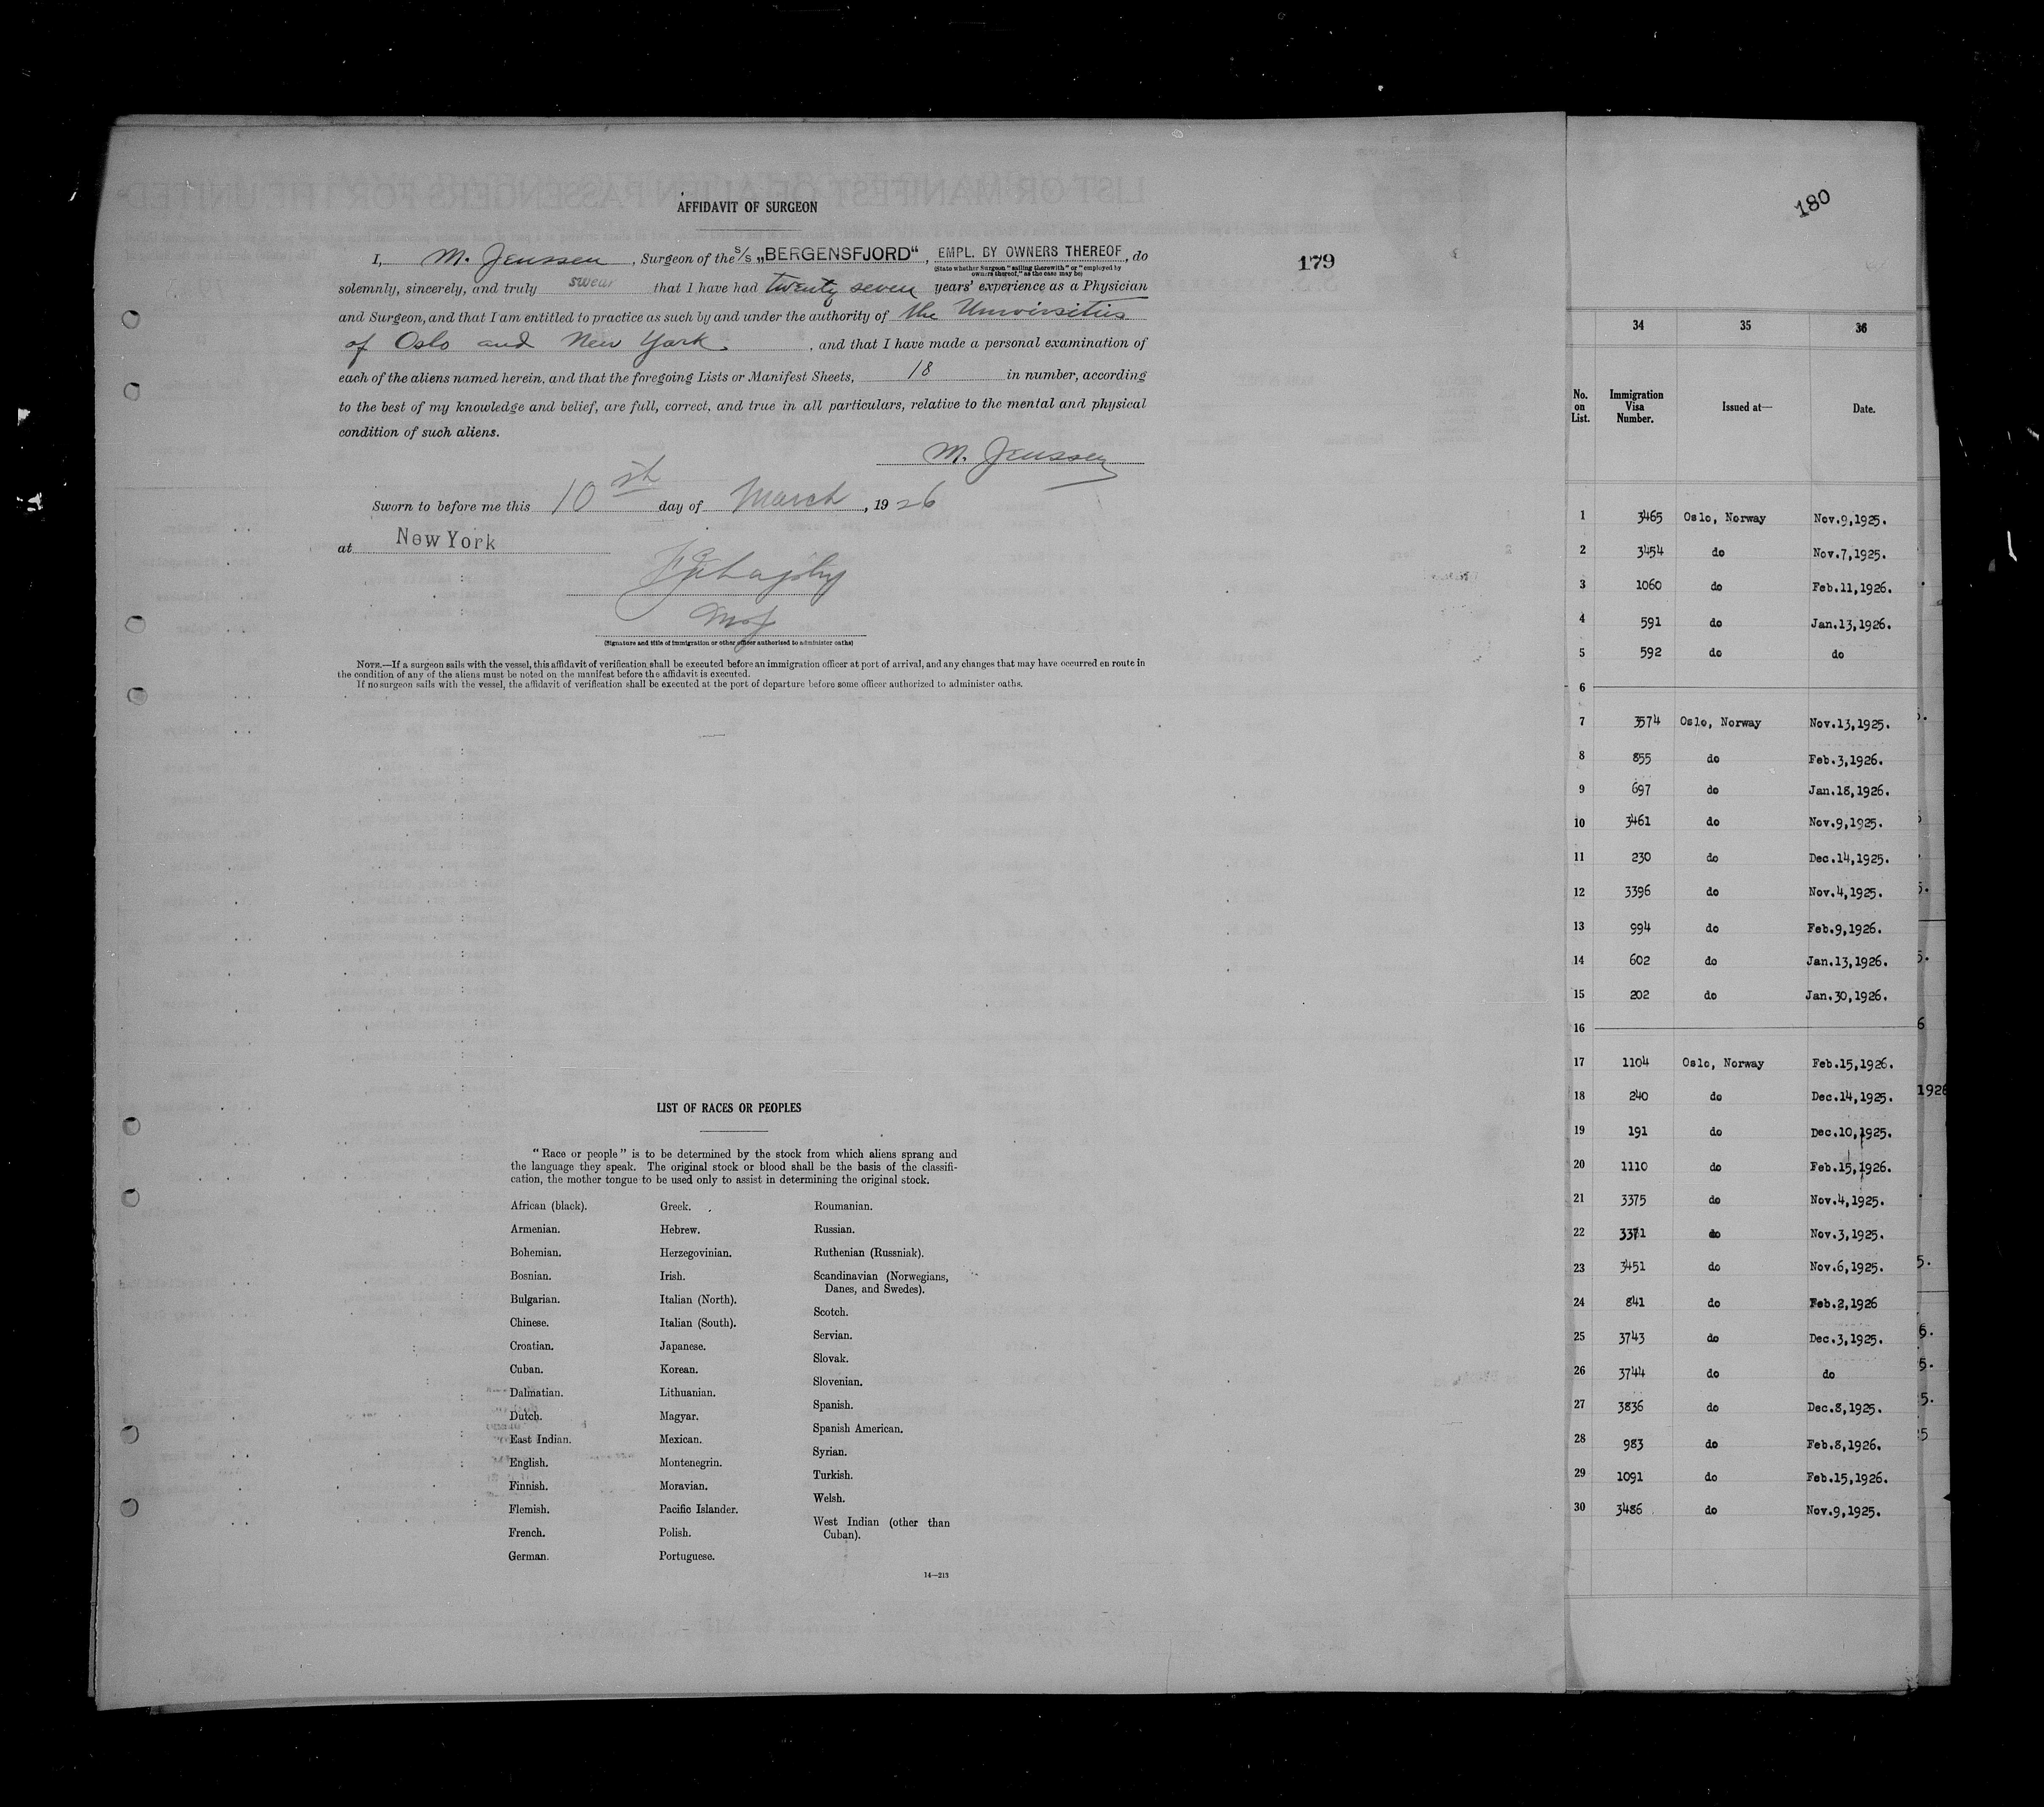 AFFIDAVIT OF SURGEON
I, M. Jenssen, Surgeon of the S/S „BERGENSFJORD“, EMPL. BY OWNERS THEREOF, do
(State whether Surgeon "sailing therewith" or "employed by
owners thereof," as the case may be)
179
solemnly, sincerely, and truly swear that I have had twenty seven years' experience as a Physician
and Surgeon, and that I am entitled to practice as such by and under the authority of the Universities
of Oslo and New York, and that I have made a personal examination of
each of the aliens named herein, and that the foregoing Lists or Manifest Sheets, 18 in number, according
to the best of my knowledge and belief, are full, correct, and true in all particulars, relative to the mental and physical
condition of such aliens.
M. Jenssen
Sworn to before me this 10 st day of March, 1926
at New York
(Signature and title of immigration or other officer authorized to administer oaths)
NOTE.—If a surgeon sails with the vessel, this affidavit of verification shall be executed before an immigration officer at port of arrival, and any changes that may have occurred en route in
the condition of any of the aliens must be noted on the manifest before the affidavit is executed.
If no surgeon sails with the vessel, the affidavit of verification shall be executed at the port of departure before some officer authorized to administer oaths.
LIST OF RACES OR PEOPLES
"Race or people" is to be determined by the stock from which aliens sprang and
the language they speak. The original stock or blood shall be the basis of the classifi-
cation, the mother tongue to be used only to assist in determining the original stock.
African (black).
Armenian.
Bohemian.
Bosnian.
Bulgarian.
Chinese.
Croatian.
Cuban.
Dalmatian.
Dutch.
East Indian.
English.
Finnish.
Flemish.
French.
German.
Greek.
Hebrew.
Herzegovinian.
Irish.
Italian (North).
Italian (South).
Japanese.
Korean.
Lithuanian.
Magyar.
Mexican.
Montenegrin.
Moravian.
Pacific Islander.
Polish.
Portuguese.
Roumanian.
Russian.
Ruthenian (Russniak).
Scandinavian (Norwegians,
Danes, and Swedes).
Scotch.
Servian.
Slovak.
Slovenian.
Spanish.
Spanish American.
Syrian.
Turkish.
Welsh.
West Indian (other than
Cuban).
14—213
180
34 35 36
No. on List. Immigration Visa Number. Issued at— Date.
1 3465 Oslo, Norway Nov.9,1925.
2 3454 do Nov.7,1925.
3 1060 do Feb.11,1926.
4 591 do Jan.13,1926.
5 592 do do
6
7 3574 Oslo, Norway Nov.13,1925.
8 855 do Feb.3,1926.
9 697 do Jan.18,1926.
10 3461 do Nov.9,1925.
11 230 do Dec.14,1925.
12 3396 do Nov.4,1925.
13 994 do Feb.9,1926.
14 602 do Jan.13,1926.
15 202 do Jan.30,1926.
16
17 1104 Oslo, Norway Feb.15,1926.
18 240 do Dec.14,1925.
19 191 do Dec.10,1925.
20 1110 do Feb.15,1926.
21 3375 do Nov.4,1925.
22 3371 do Nov.3,1925.
23 3451 do Nov.6,1925.
24 841 do Feb.2,1926
25 3743 do Dec.3,1925.
26 3744 do do
27 3836 do Dec.8,1925.
28 983 do Feb.8,1926.
29 1091 do Feb.15,1926.
30 3486 do Nov.9,1925.